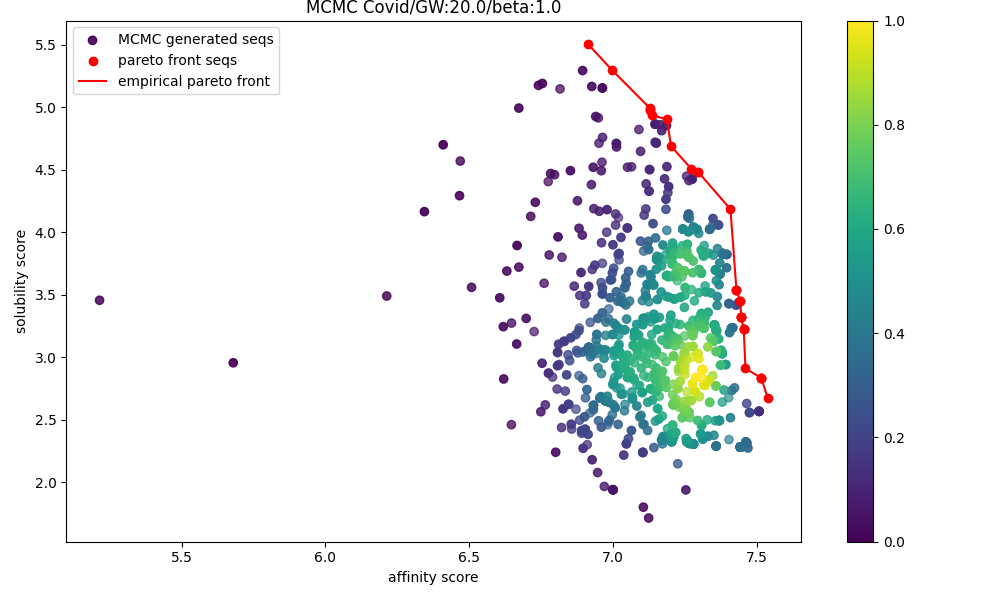 MCMC Covid/GW:20.0/beta:1.0
MCMC generated seqs
pareto front seqs
empirical pareto front
solubility score
5.5
5.0
4.5
4.0
3.5
3.0
2.5
2.0
5.5 6.0 6.5 7.0 7.5
affinity score
1.0
0.8
0.6
0.4
0.2
0.0